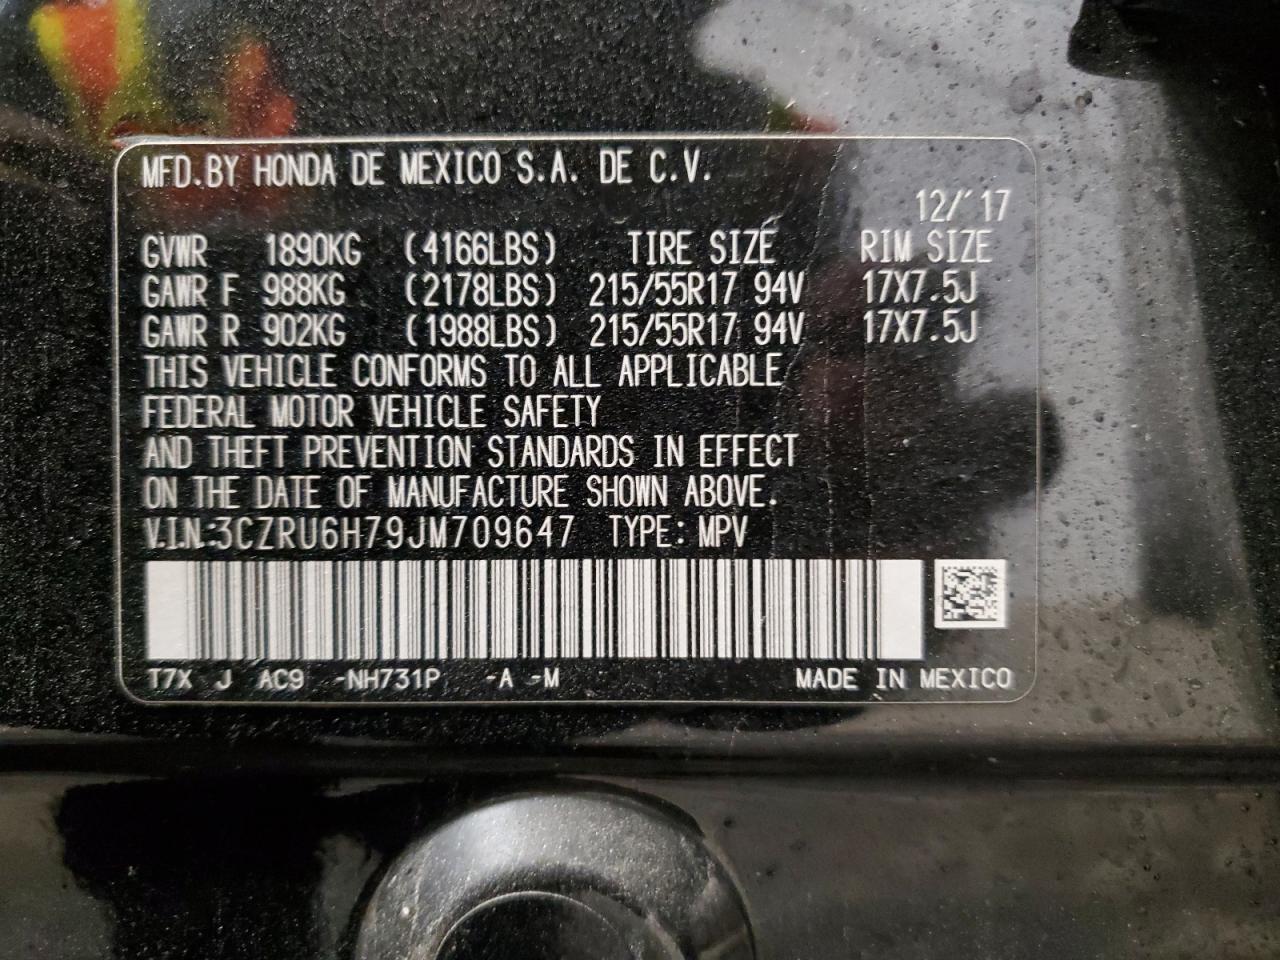 MFD.BY HONDA DE MEXICO S.A. DE C.V.
12/'17
GVWR 1890KG (4166LBS) TIRE SIZE RIM SIZE
GAWR F 988KG (2178LBS) 215/55R17 94V 17X7.5J
GAWR R 902KG (1988LBS) 215/55R17 94V 17X7.5J
THIS VEHICLE CONFORMS TO ALL APPLICABLE
FEDERAL MOTOR VEHICLE SAFETY
AND THEFT PREVENTION STANDARDS IN EFFECT
ON THE DATE OF MANUFACTURE SHOWN ABOVE.
V.I.N.:3CZRU6H79JM709647 TYPE: MPV
T7X J AC9 -NH731P -A -M MADE IN MEXICO